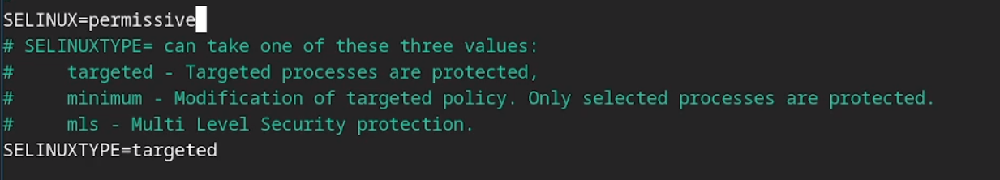 SELINUX=permissive
# SELINUXTYPE= can take one of these three values:
#     targeted - Targeted processes are protected,
#     minimum - Modification of targeted policy. Only selected processes are protected.
#     mls - Multi Level Security protection.
SELINUXTYPE=targeted